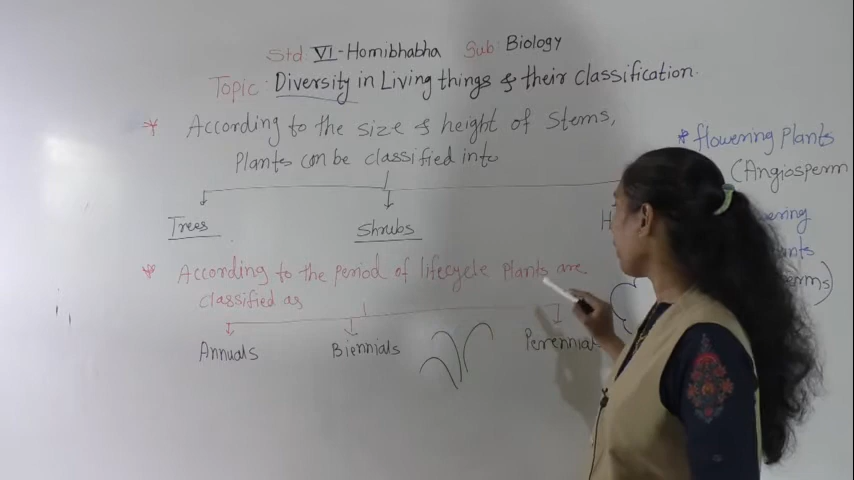 Std VI - Homibhabha Sub: Biology
Topic: Diversity in Living things & their classification.
* According to the size & height of stems,
Plants can be classified into
Trees
Shrubs
H
* According to the period of lifecycle plants are
classified as
Annuals
Biennials
Perennial
* flowering Plants
(Angiosperm